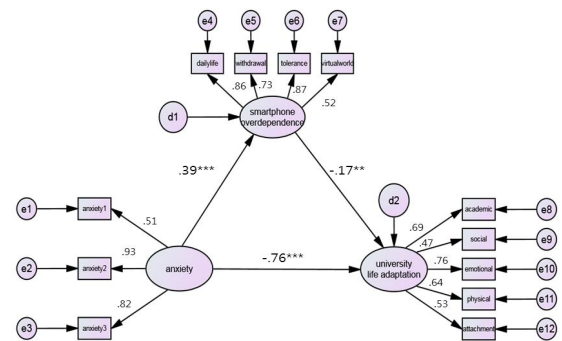 e4
e5
e6
e7
dailylife
withdrawal
tolerance
virtualworld
.86
.73
.87
.52
d1
smartphone
overdependence
.39***
-.17**
d2
e1
anxiety1
.51
e2
anxiety2
.93
anxiety
-.76***
e3
anxiety3
.82
university
life adaptation
.69
academic
e8
.47
social
e9
.76
emotional
e10
.64
physical
e11
.53
attachment
e12